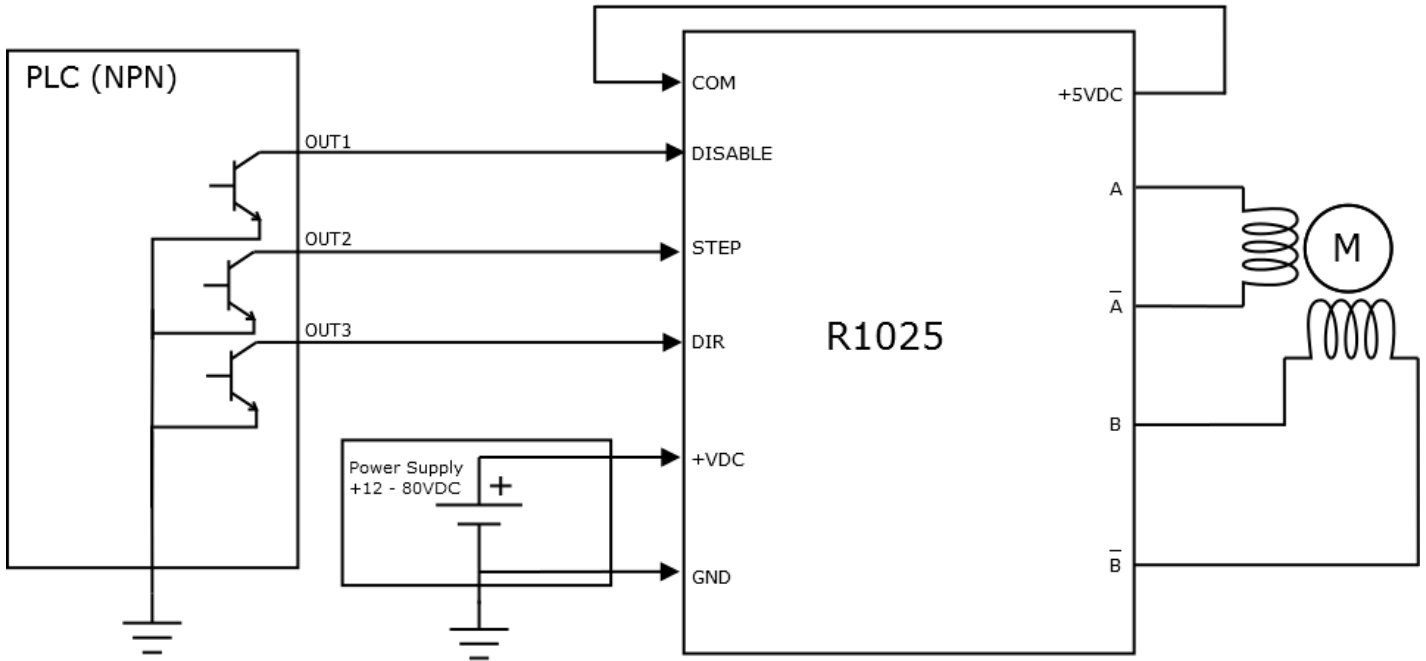 PLC (NPN)
OUT1
OUT2
OUT3
Power Supply
+12 - 80VDC
+
COM
DISABLE
STEP
DIR
+VDC
GND
R1025
+5VDC
A
A̅
B
B̅
M